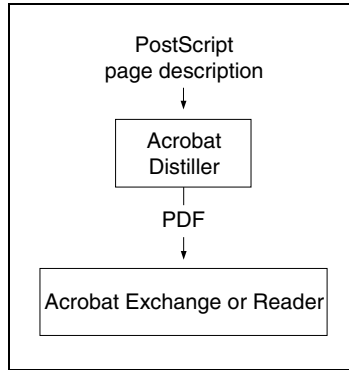 PostScript
page description
Acrobat
Distiller
PDF
Acrobat Exchange or Reader